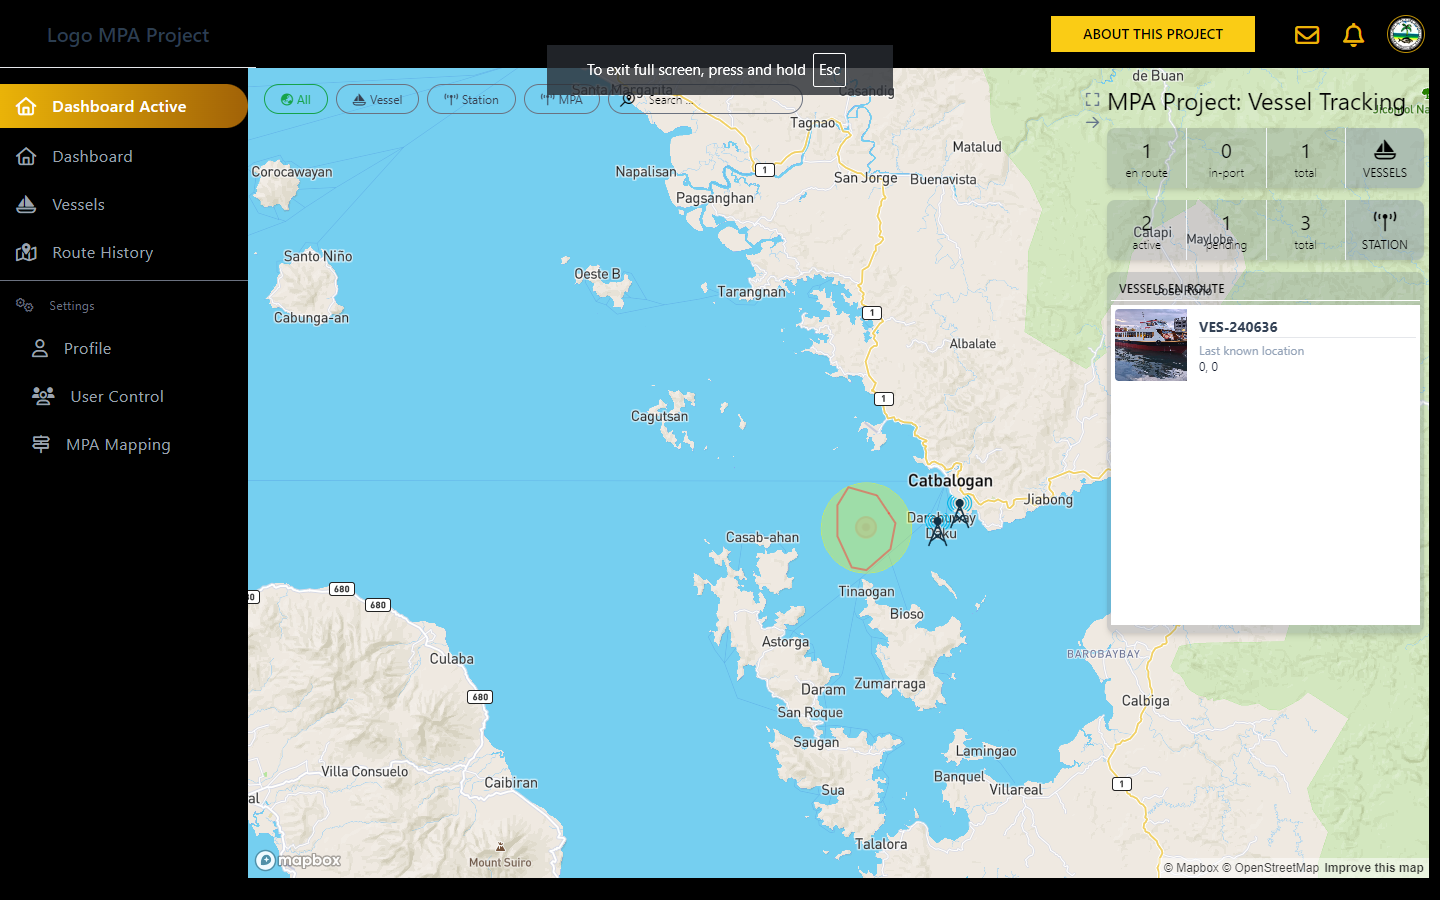 Logo MPA Project
ABOUT THIS PROJECT
To exit full screen, press and hold Esc
Dashboard Active
Dashboard
Vessels
Route History
Settings
Profile
User Control
MPA Mapping
All
Vessel
Station
MPA
Search ...
MPA Project: Vessel Tracking
1
en route
0
in-port
1
total
VESSELS
2
active
1
pending
3
total
STATION
VESSELS EN ROUTE
VES-240636
Last known location
0, 0
de Buan
Santa Margarita
Casandig
Tagnao
Matalud
Corocawayan
Napalisan
1
San Jorge
Buenavista
Pagsanghan
Calapi
Maylobe
Santo Niño
Oeste B
Tarangnan
Jose Roño
Cabunga-an
1
Albalate
1
Cagutsan
Catbalogan
Jiabong
Darahuway
Daku
Casab-ahan
680
680
Tinaogan
Bioso
Astorga
BAROBAYBAY
Culaba
Daram
Zumarraga
680
San Roque
Calbiga
Saugan
Lamingao
Villa Consuelo
Caibiran
Banquel
Villareal
1
Sua
al
Talalora
Mount Suiro
mapbox
© Mapbox © OpenStreetMap Improve this map